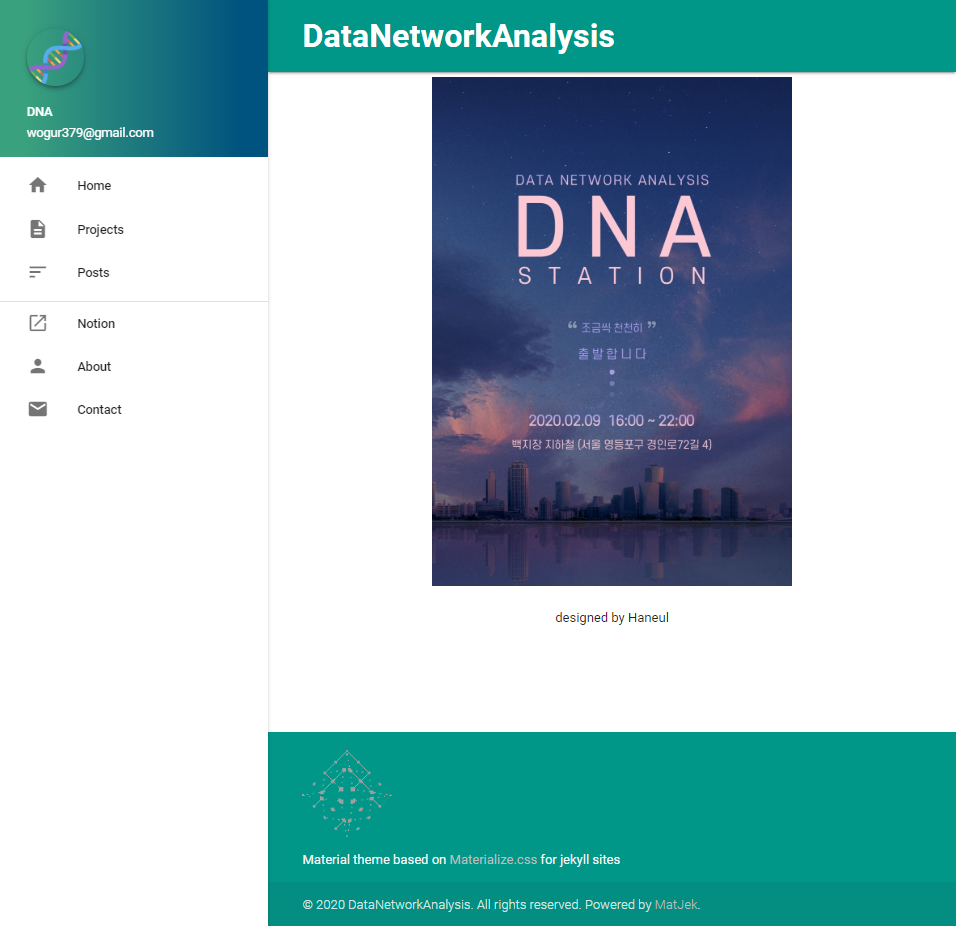 DataNetworkAnalysis
DNA
wogur379@gmail.com
Home
Projects
Posts
Notion
About
Contact
DATA NETWORK ANALYSIS
DNA
STATION
“ 조금씩 천천히 ”
출발합니다
2020.02.09 16:00 ~ 22:00
백지장 지하철 (서울 영등포구 경인로72길 4)
designed by Haneul
Material theme based on Materialize.css for jekyll sites
© 2020 DataNetworkAnalysis. All rights reserved. Powered by MatJek.